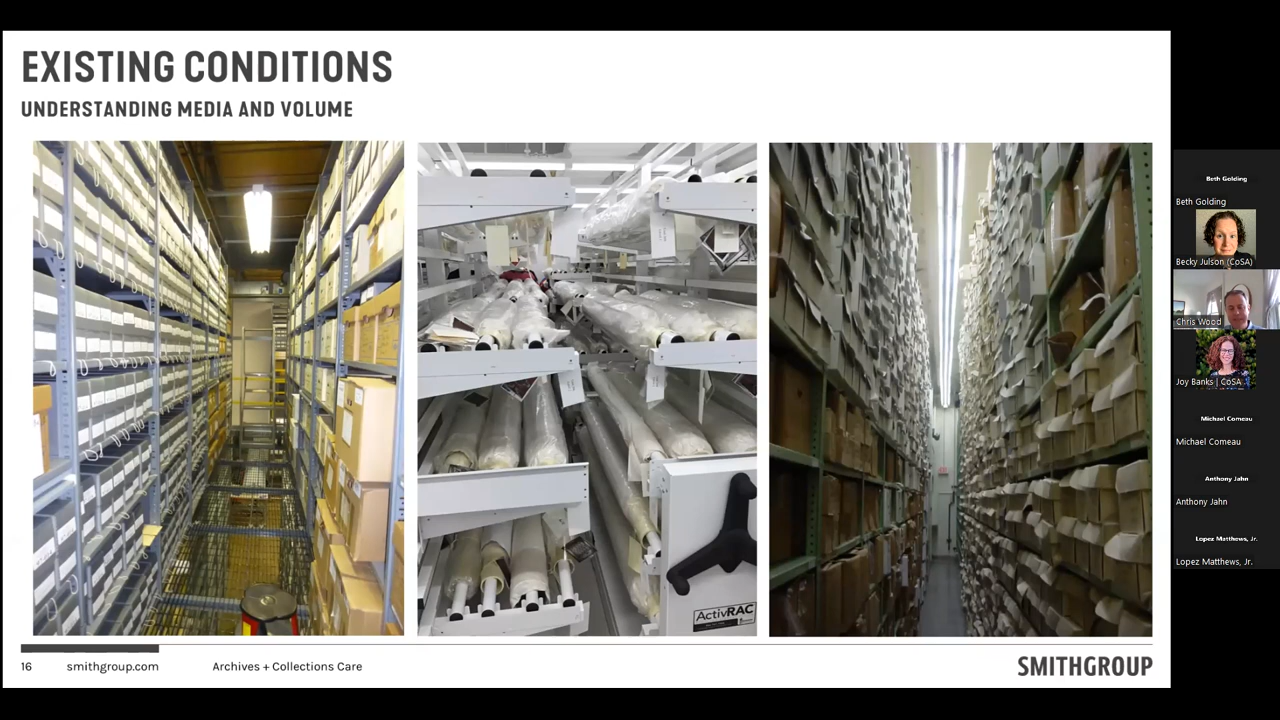 EXISTING CONDITIONS
UNDERSTANDING MEDIA AND VOLUME
ActivRAC
16 smithgroup.com Archives + Collections Care
SMITHGROUP
Beth Golding
Beth Golding
Becky Julson (CoSA)
Chris Wood
Joy Banks | CoSA
Michael Comeau
Michael Comeau
Anthony Jahn
Anthony Jahn
Lopez Matthews, Jr.
Lopez Matthews, Jr.